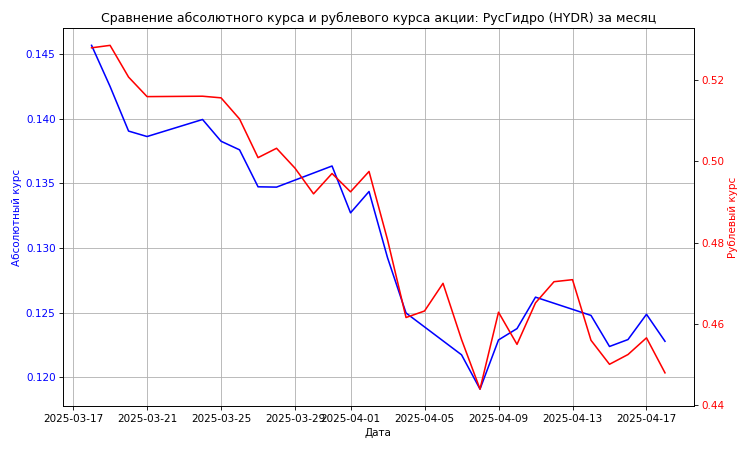 Сравнение абсолютного курса и рублевого курса акции: РусГидро (HYDR) за месяц
0.145
0.140
0.135
0.130
0.125
0.120
Абсолютный курс
0.52
0.50
0.48
0.46
0.44
Рублевый курс
2025-03-17 2025-03-21 2025-03-25 2025-03-29 2025-04-01 2025-04-05 2025-04-09 2025-04-13 2025-04-17
Дата